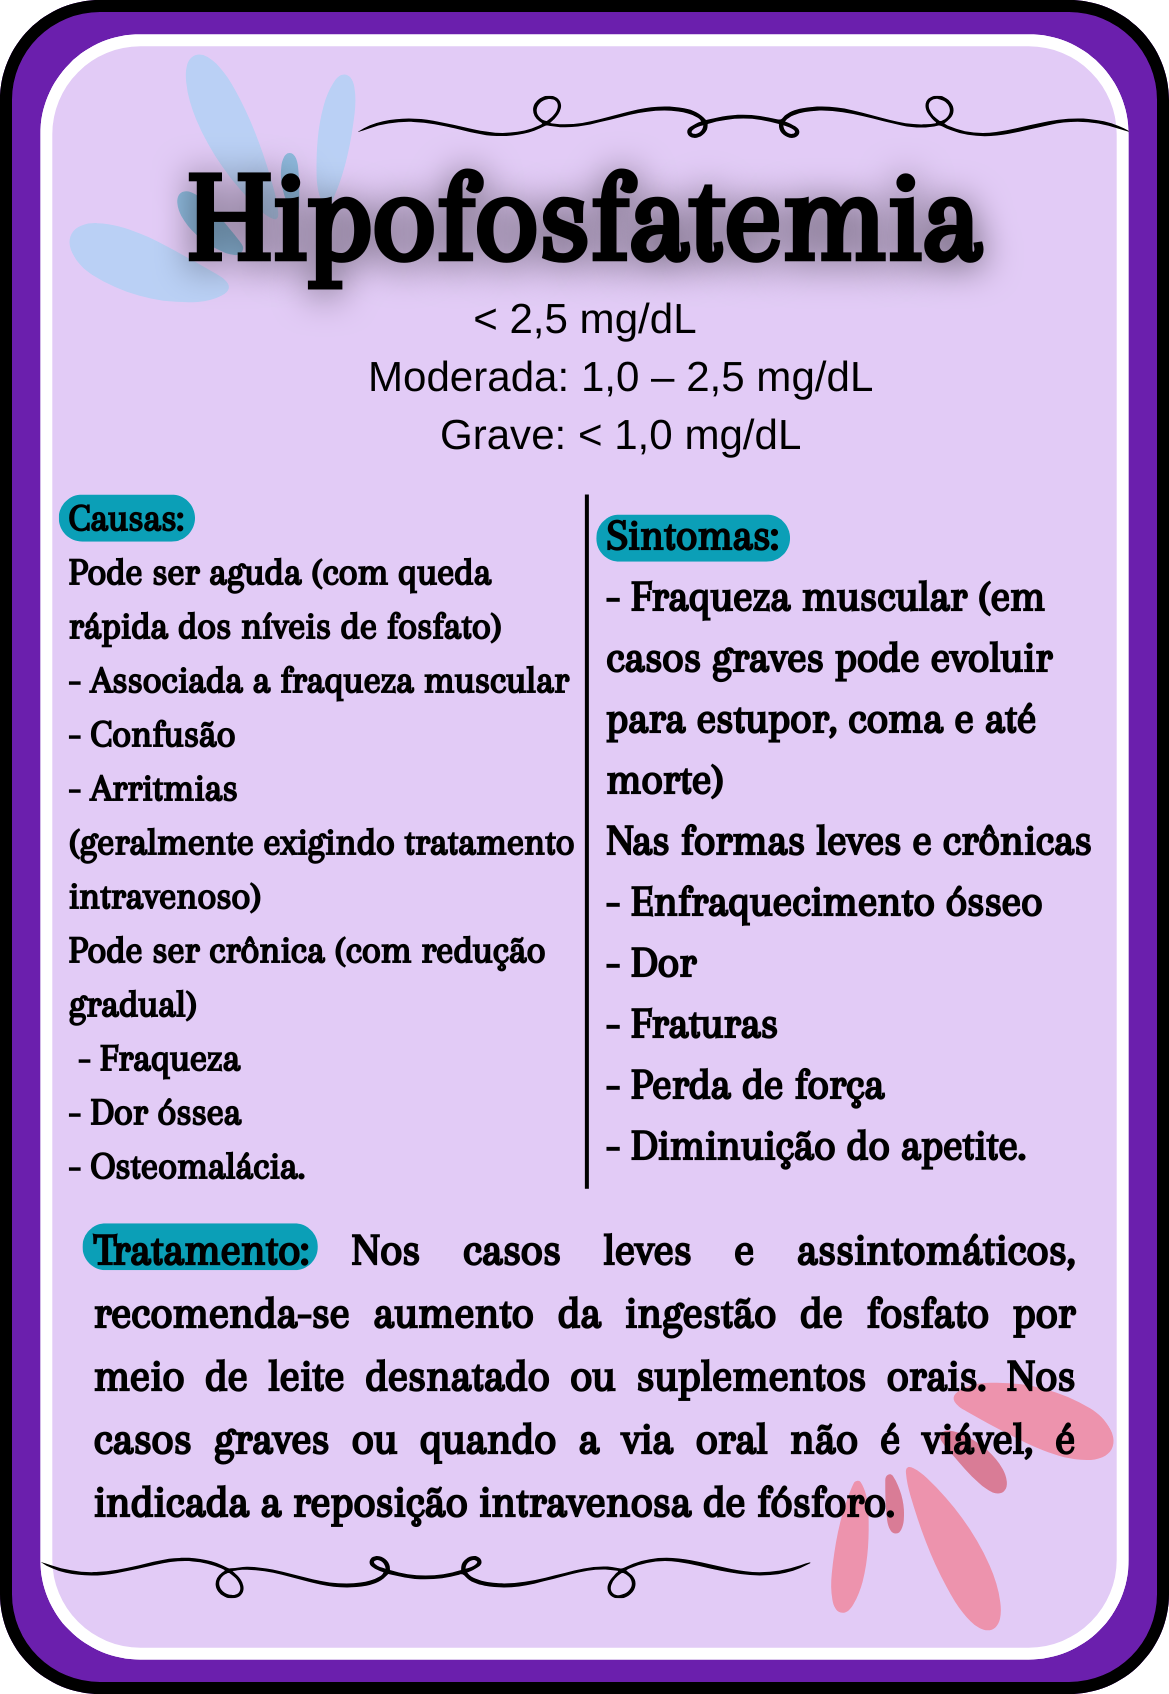 Hipofosfatemia
< 2,5 mg/dL
Moderada: 1,0 – 2,5 mg/dL
Grave: < 1,0 mg/dL
Causas:
Pode ser aguda (com queda
rápida dos níveis de fosfato)
- Associada a fraqueza muscular
- Confusão
- Arritmias
(geralmente exigindo tratamento
intravenoso)
Pode ser crônica (com redução
gradual)
- Fraqueza
- Dor óssea
- Osteomalácia.
Sintomas:
- Fraqueza muscular (em
casos graves pode evoluir
para estupor, coma e até
morte)
Nas formas leves e crônicas
- Enfraquecimento ósseo
- Dor
- Fraturas
- Perda de força
- Diminuição do apetite.
Tratamento: Nos casos leves e assintomáticos,
recomenda-se aumento da ingestão de fosfato por
meio de leite desnatado ou suplementos orais. Nos
casos graves ou quando a via oral não é viável, é
indicada a reposição intravenosa de fósforo.